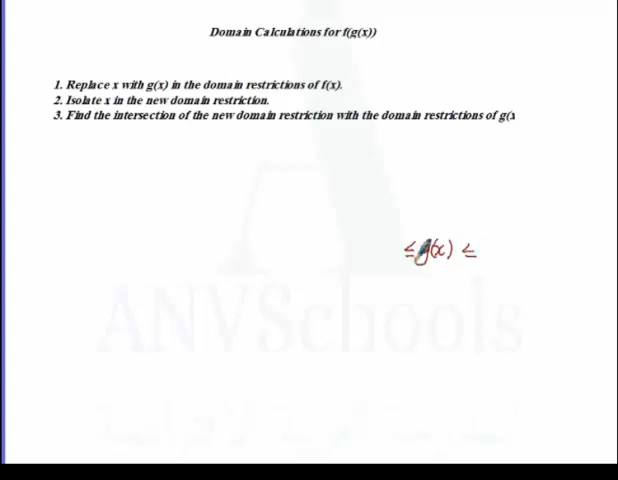 Domain Calculations for f(g(x))
1. Replace x with g(x) in the domain restrictions of f(x).
2. Isolate x in the new domain restriction.
3. Find the intersection of the new domain restriction with the domain restrictions of g(x
≤ g(x) ≤
ANVSchools